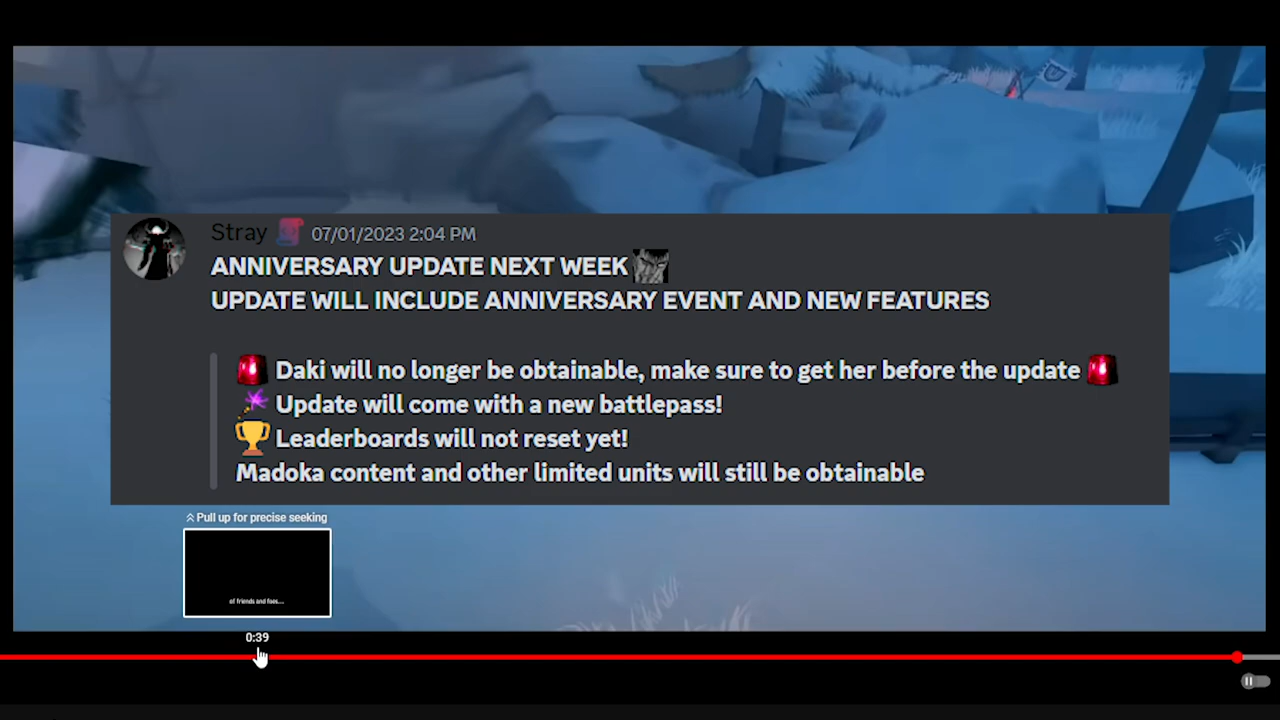 Stray 07/01/2023 2:04 PM
ANNIVERSARY UPDATE NEXT WEEK
UPDATE WILL INCLUDE ANNIVERSARY EVENT AND NEW FEATURES
Daki will no longer be obtainable, make sure to get her before the update
Update will come with a new battlepass!
Leaderboards will not reset yet!
Madoka content and other limited units will still be obtainable
Pull up for precise seeking
of friends and foes...
0:39